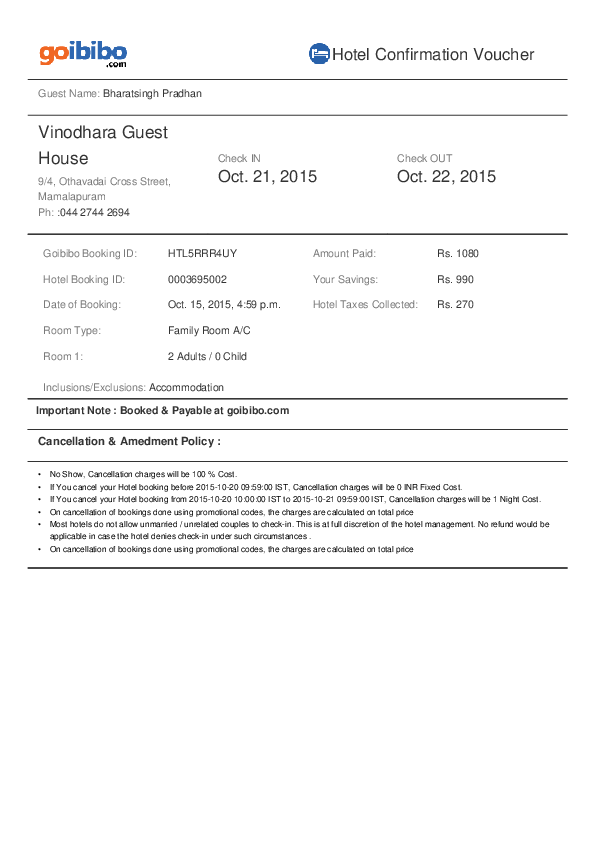 goibibo
.com
Hotel Confirmation Voucher
Guest Name: Bharatsingh Pradhan
Vinodhara Guest
House
9/4, Othavadai Cross Street,
Mamalapuram
Ph: :044 2744 2694
Check IN
Oct. 21, 2015
Check OUT
Oct. 22, 2015
Goibibo Booking ID: HTL5RRR4UY Amount Paid: Rs. 1080
Hotel Booking ID: 0003695002 Your Savings: Rs. 990
Date of Booking: Oct. 15, 2015, 4:59 p.m. Hotel Taxes Collected: Rs. 270
Room Type: Family Room A/C
Room 1: 2 Adults / 0 Child
Inclusions/Exclusions: Accommodation
Important Note : Booked & Payable at goibibo.com
Cancellation & Amedment Policy :
• No Show, Cancellation charges will be 100 % Cost.
• If You cancel your Hotel booking before 2015-10-20 09:59:00 IST, Cancellation charges will be 0 INR Fixed Cost.
• If You cancel your Hotel booking from 2015-10-20 10:00:00 IST to 2015-10-21 09:59:00 IST, Cancellation charges will be 1 Night Cost.
• On cancellation of bookings done using promotional codes, the charges are calculated on total price
• Most hotels do not allow unmarried / unrelated couples to check-in. This is at full discretion of the hotel management. No refund would be
applicable in case the hotel denies check-in under such circumstances .
• On cancellation of bookings done using promotional codes, the charges are calculated on total price